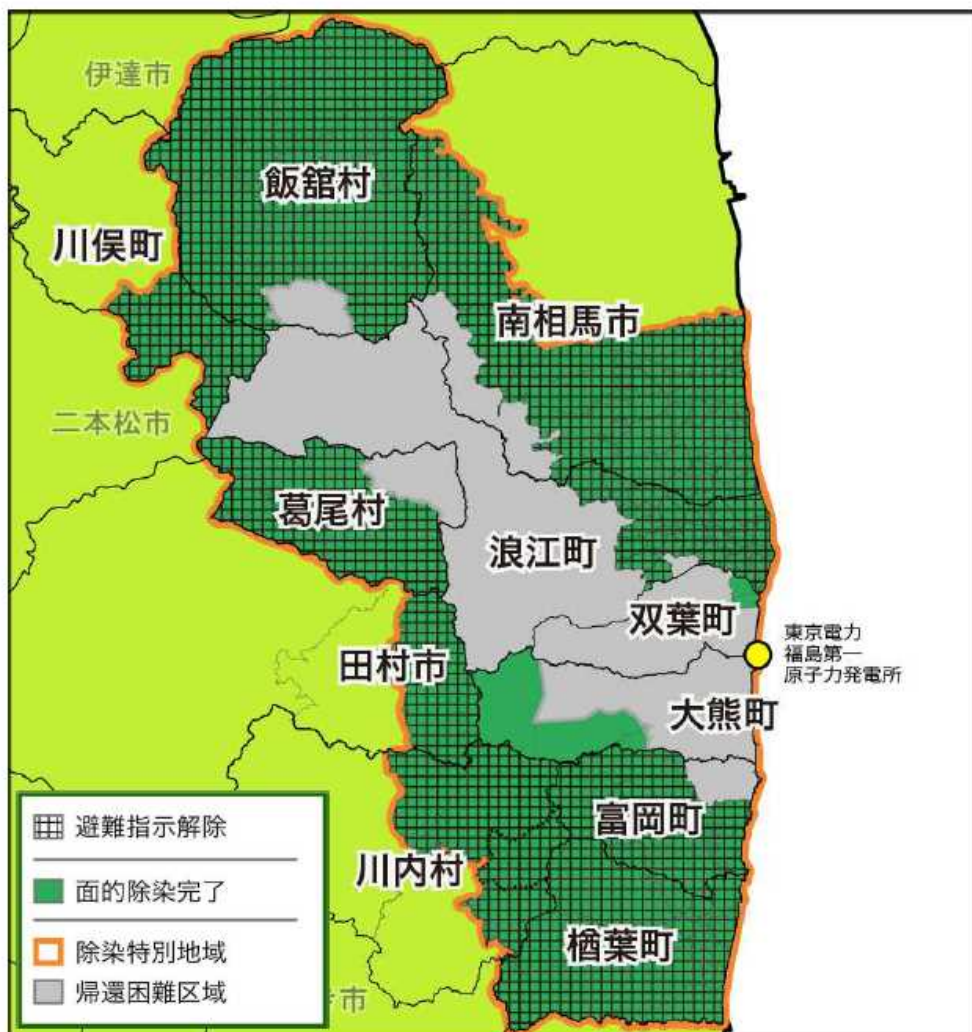 伊達市
飯舘村
川俣町
南相馬市
二本松市
葛尾村
浪江町
双葉町
東京電力
福島第一
原子力発電所
田村市
大熊町
富岡町
川内村
楢葉町
避難指示解除
面的除染完了
除染特別地域
帰還困難区域
市